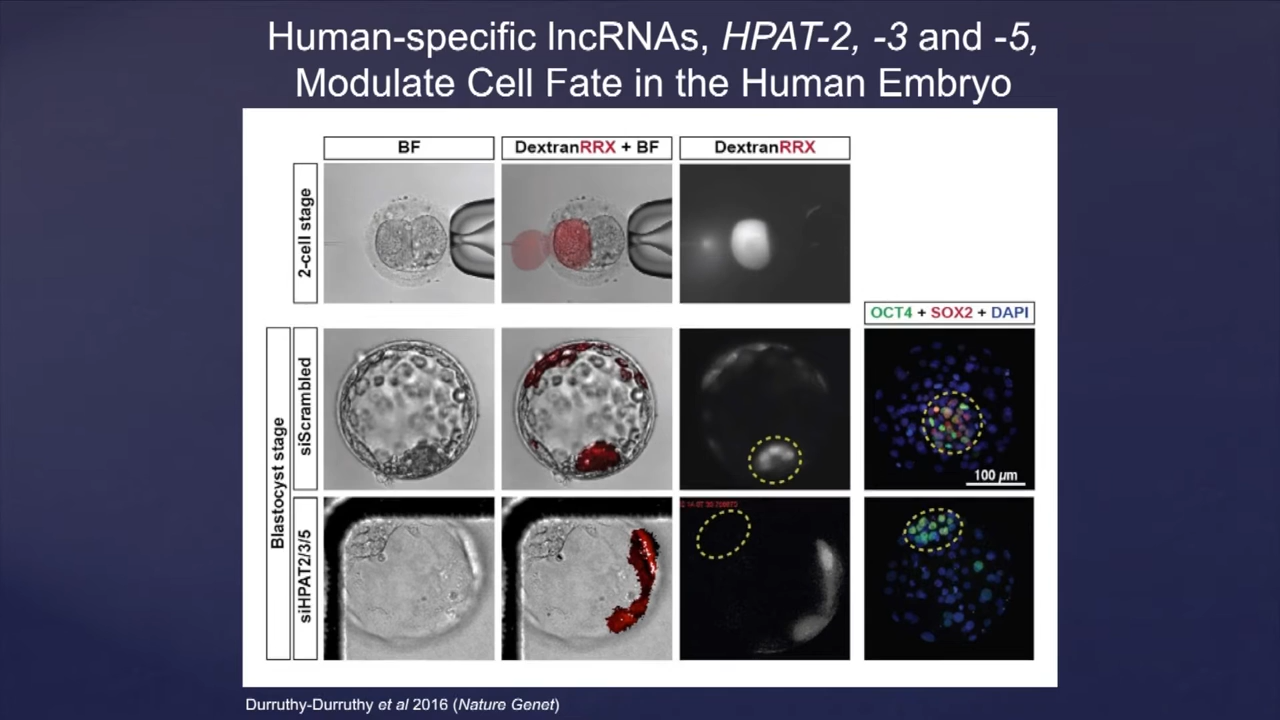 Human-specific lncRNAs, HPAT-2, -3 and -5,
Modulate Cell Fate in the Human Embryo
BF
DextranRRX + BF
DextranRRX
2-cell stage
OCT4 + SOX2 + DAPI
Blastocyst stage
siScrambled
100 µm
siHPAT2/3/5
Durruthy-Durruthy et al 2016 (Nature Genet)